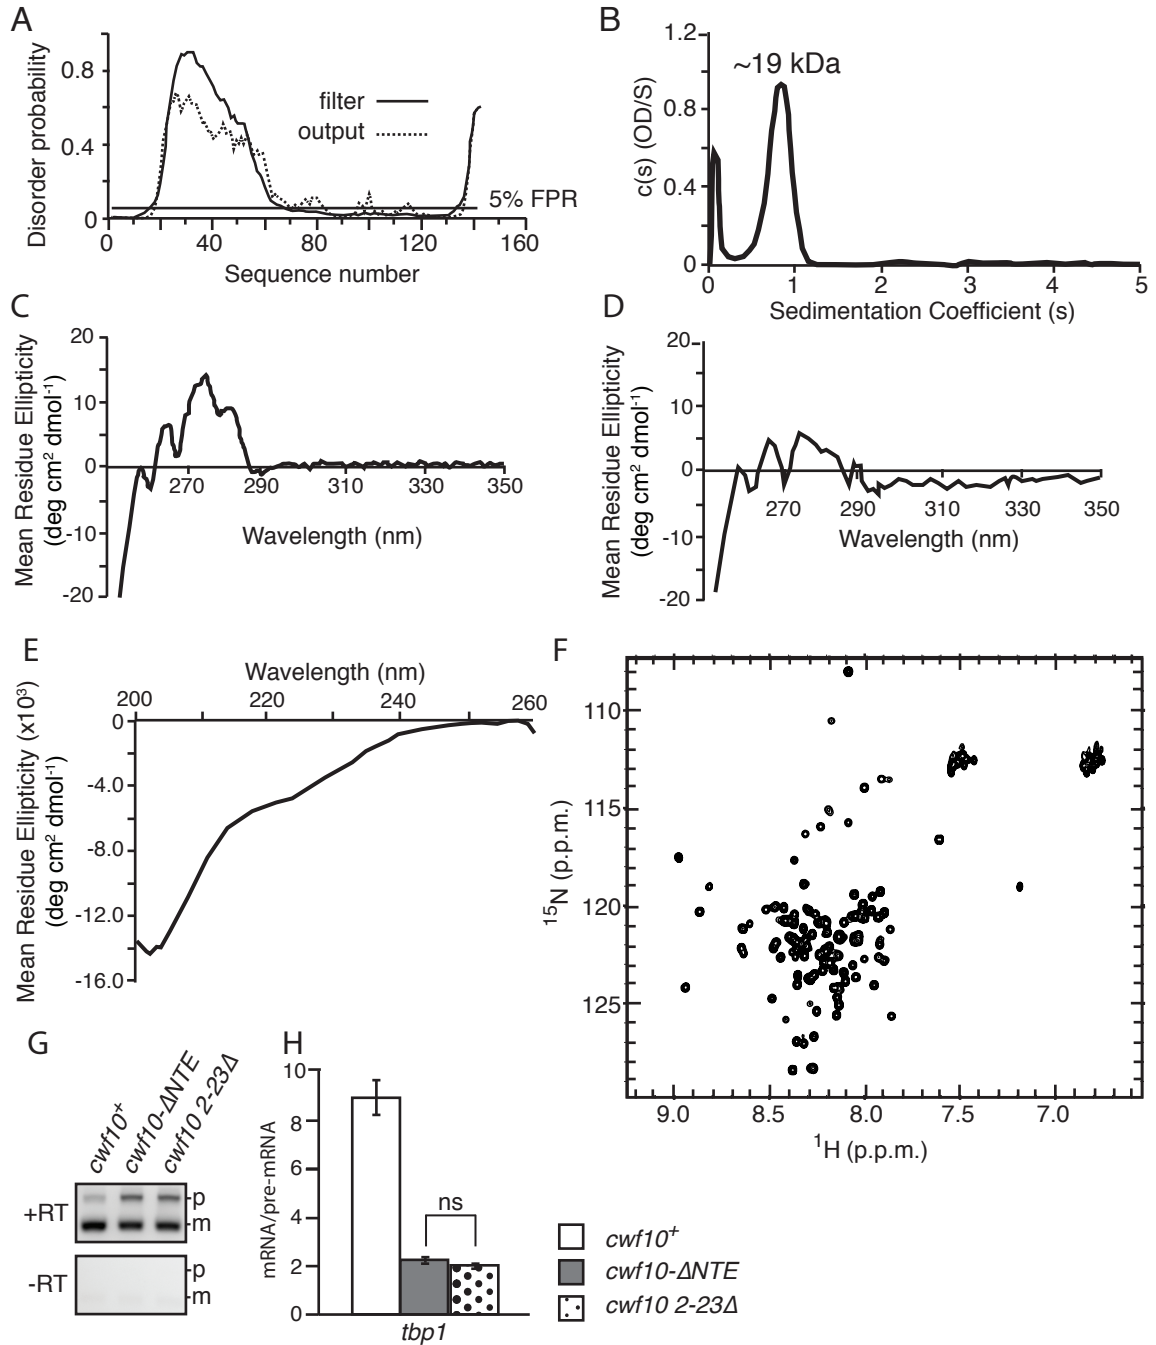 A
Disorder probability
0.8
0.4
0
filter
output
5% FPR
0 40 80 120 160
Sequence number
B
c(s) (OD/S)
1.2
0.8
0.4
0
~19 kDa
0 1 2 3 4 5
Sedimentation Coefficient (s)
C
Mean Residue Ellipticity
(deg cm² dmol⁻¹)
20
10
0
-10
-20
270 290 310 330 350
Wavelength (nm)
D
Mean Residue Ellipticity
(deg cm² dmol⁻¹)
20
10
0
-10
-20
270 290 310 330 350
Wavelength (nm)
E
Wavelength (nm)
200 220 240 260
Mean Residue Ellipticity (x10³)
(deg cm² dmol⁻¹)
0
-4.0
-8.0
-12.0
-16.0
F
¹⁵N (p.p.m.)
110
115
120
125
9.0 8.5 8.0 7.5 7.0
¹H (p.p.m.)
G
cwf10⁺
cwf10-ΔNTE
cwf10 2-23Δ
+RT
p
m
-RT
p
m
H
mRNA/pre-mRNA
10
8
6
4
2
0
ns
tbp1
cwf10⁺
cwf10-ΔNTE
cwf10 2-23Δ